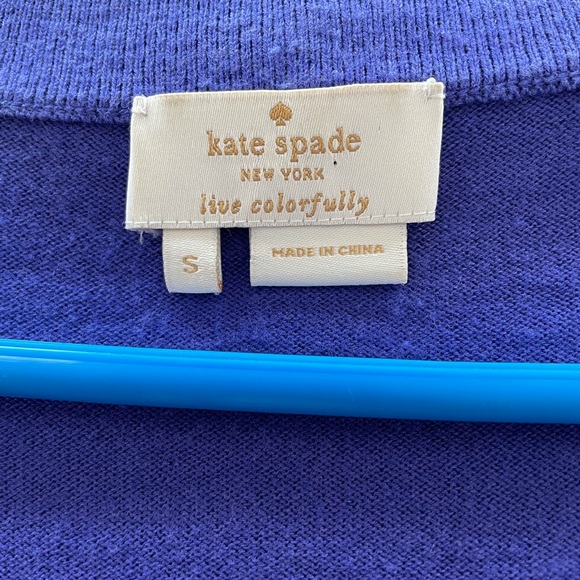 kate spade
NEW YORK
live colorfully
S
MADE IN CHINA